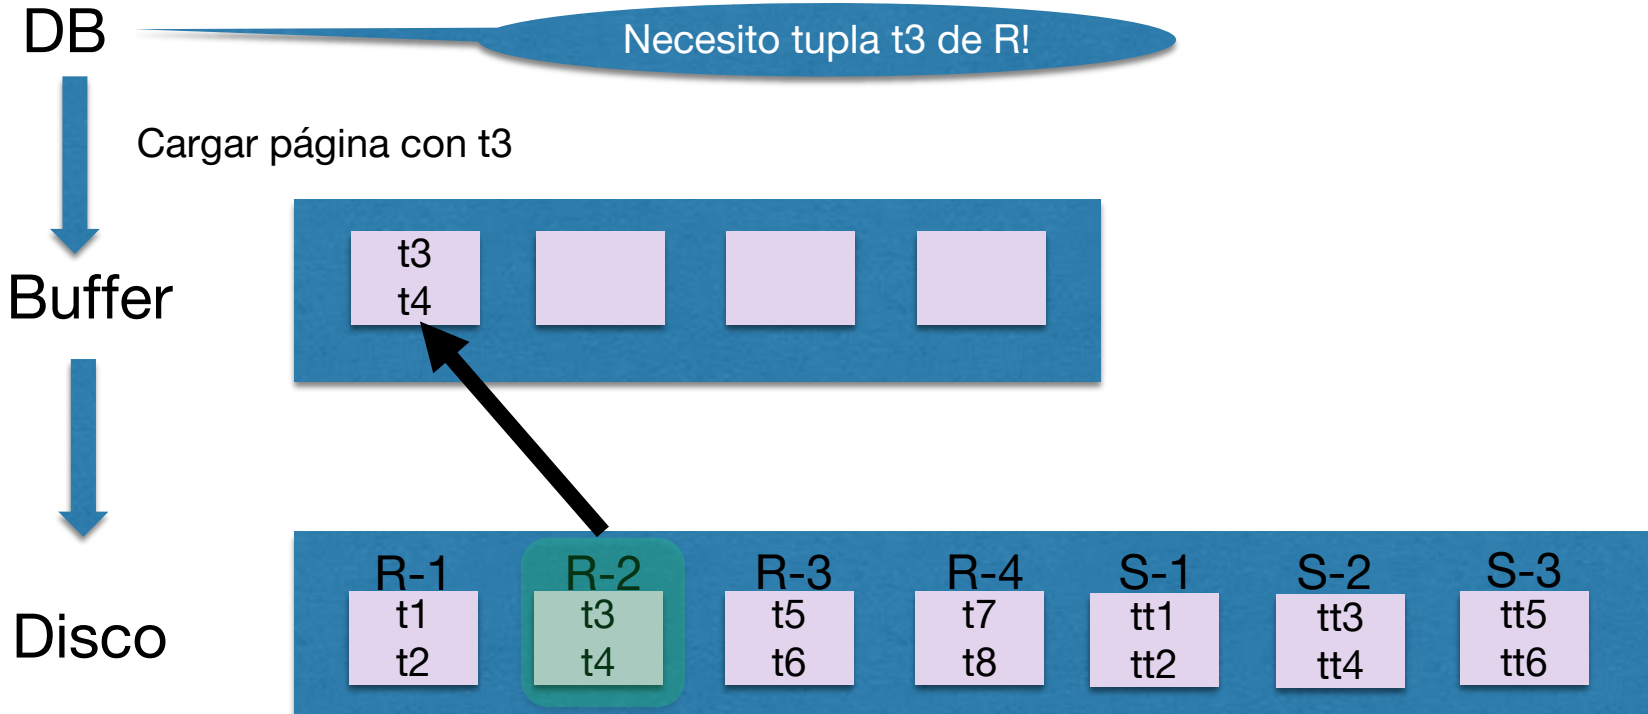 DB
Necesito tupla t3 de R!
Cargar página con t3
Buffer
t3
t4
Disco
R-1
t1
t2
R-2
t3
t4
R-3
t5
t6
R-4
t7
t8
S-1
tt1
tt2
S-2
tt3
tt4
S-3
tt5
tt6